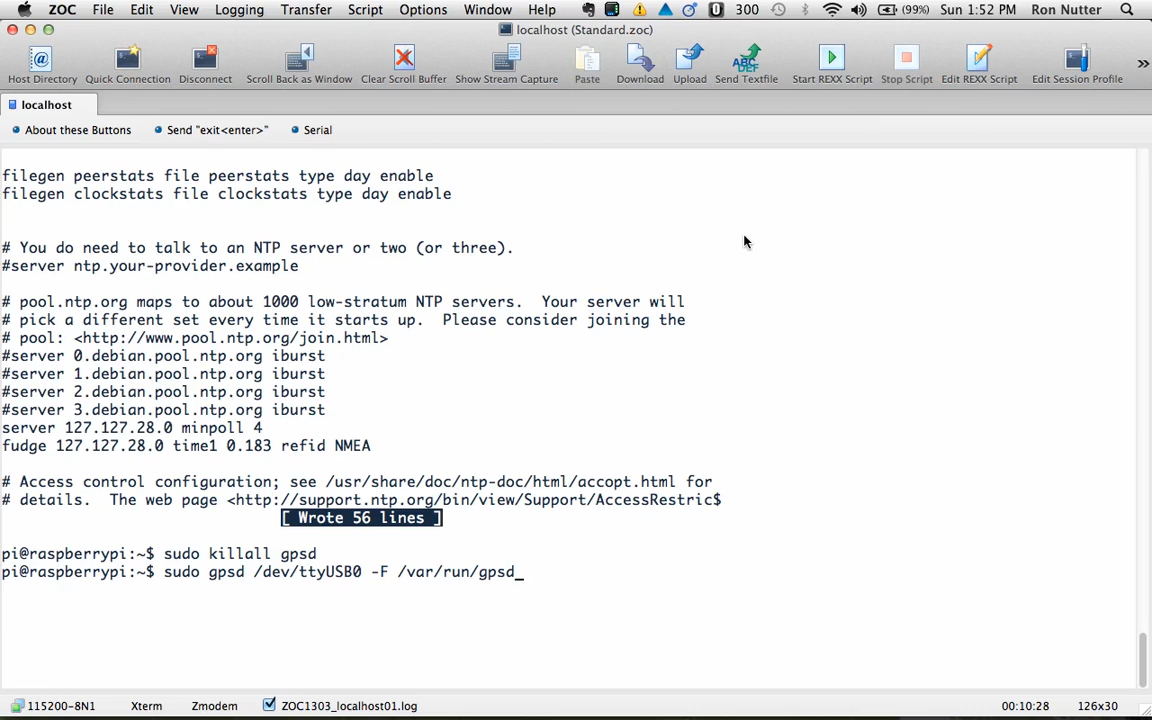 ZOC File Edit View Logging Transfer Script Options Window Help 300 (99%) Sun 1:52 PM Ron Nutter
localhost (Standard.zoc)
Host Directory Quick Connection Disconnect Scroll Back as Window Clear Scroll Buffer Show Stream Capture Paste Download Upload Send Textfile Start REXX Script Stop Script Edit REXX Script Edit Session Profile
localhost
About these Buttons Send "exit<enter>" Serial
filegen peerstats file peerstats type day enable
filegen clockstats file clockstats type day enable
# You do need to talk to an NTP server or two (or three).
#server ntp.your-provider.example
# pool.ntp.org maps to about 1000 low-stratum NTP servers.  Your server will
# pick a different set every time it starts up.  Please consider joining the
# pool: <http://www.pool.ntp.org/join.html>
#server 0.debian.pool.ntp.org iburst
#server 1.debian.pool.ntp.org iburst
#server 2.debian.pool.ntp.org iburst
#server 3.debian.pool.ntp.org iburst
server 127.127.28.0 minpoll 4
fudge 127.127.28.0 time1 0.183 refid NMEA
# Access control configuration; see /usr/share/doc/ntp-doc/html/accopt.html for
# details.  The web page <http://support.ntp.org/bin/view/Support/AccessRestric$
[ Wrote 56 lines ]
pi@raspberrypi:~$ sudo killall gpsd
pi@raspberrypi:~$ sudo gpsd /dev/ttyUSB0 -F /var/run/gpsd_
115200-8N1 Xterm Zmodem ZOC1303_localhost01.log 00:10:28 126x30